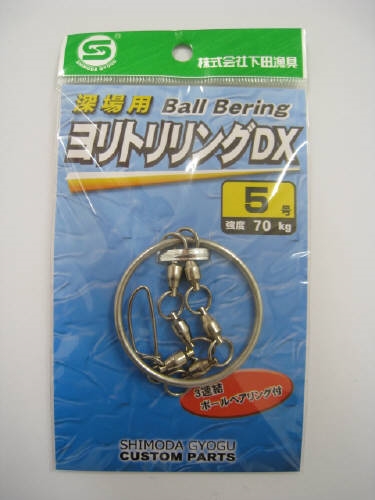 S
SHIMODA GYOGU
®
株式会社下田漁具
深場用 Ball Bering
ヨリトリリングDX
5号
強度 70 kg
3連結
ボールベアリング付
SHIMODA GYOGU
CUSTOM PARTS